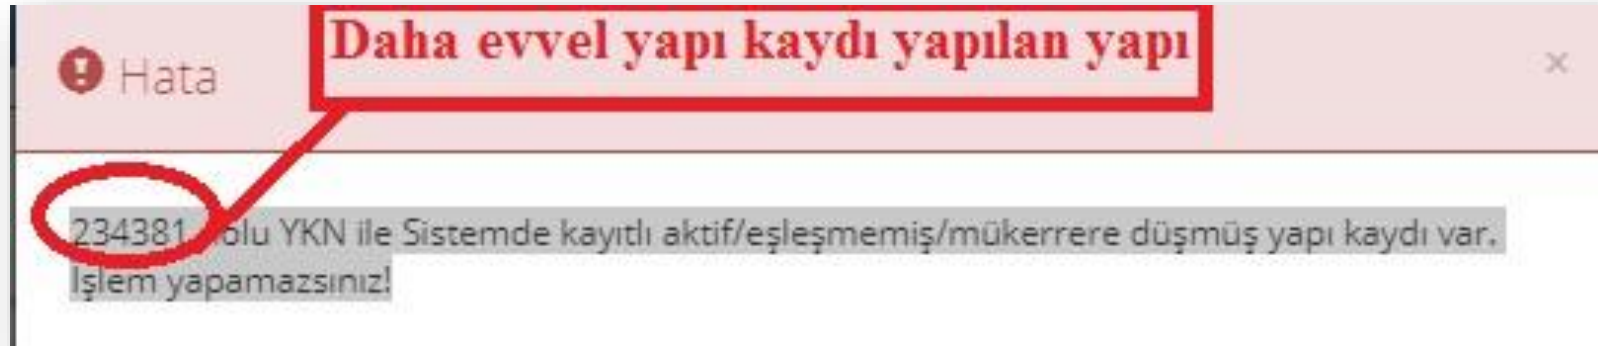 Daha evvel yapı kaydı yapılan yapı
Hata
×
234381 nolu YKN ile Sistemde kayıtlı aktif/eşleşmemiş/mükerrere düşmüş yapı kaydı var.
İşlem yapamazsınız!